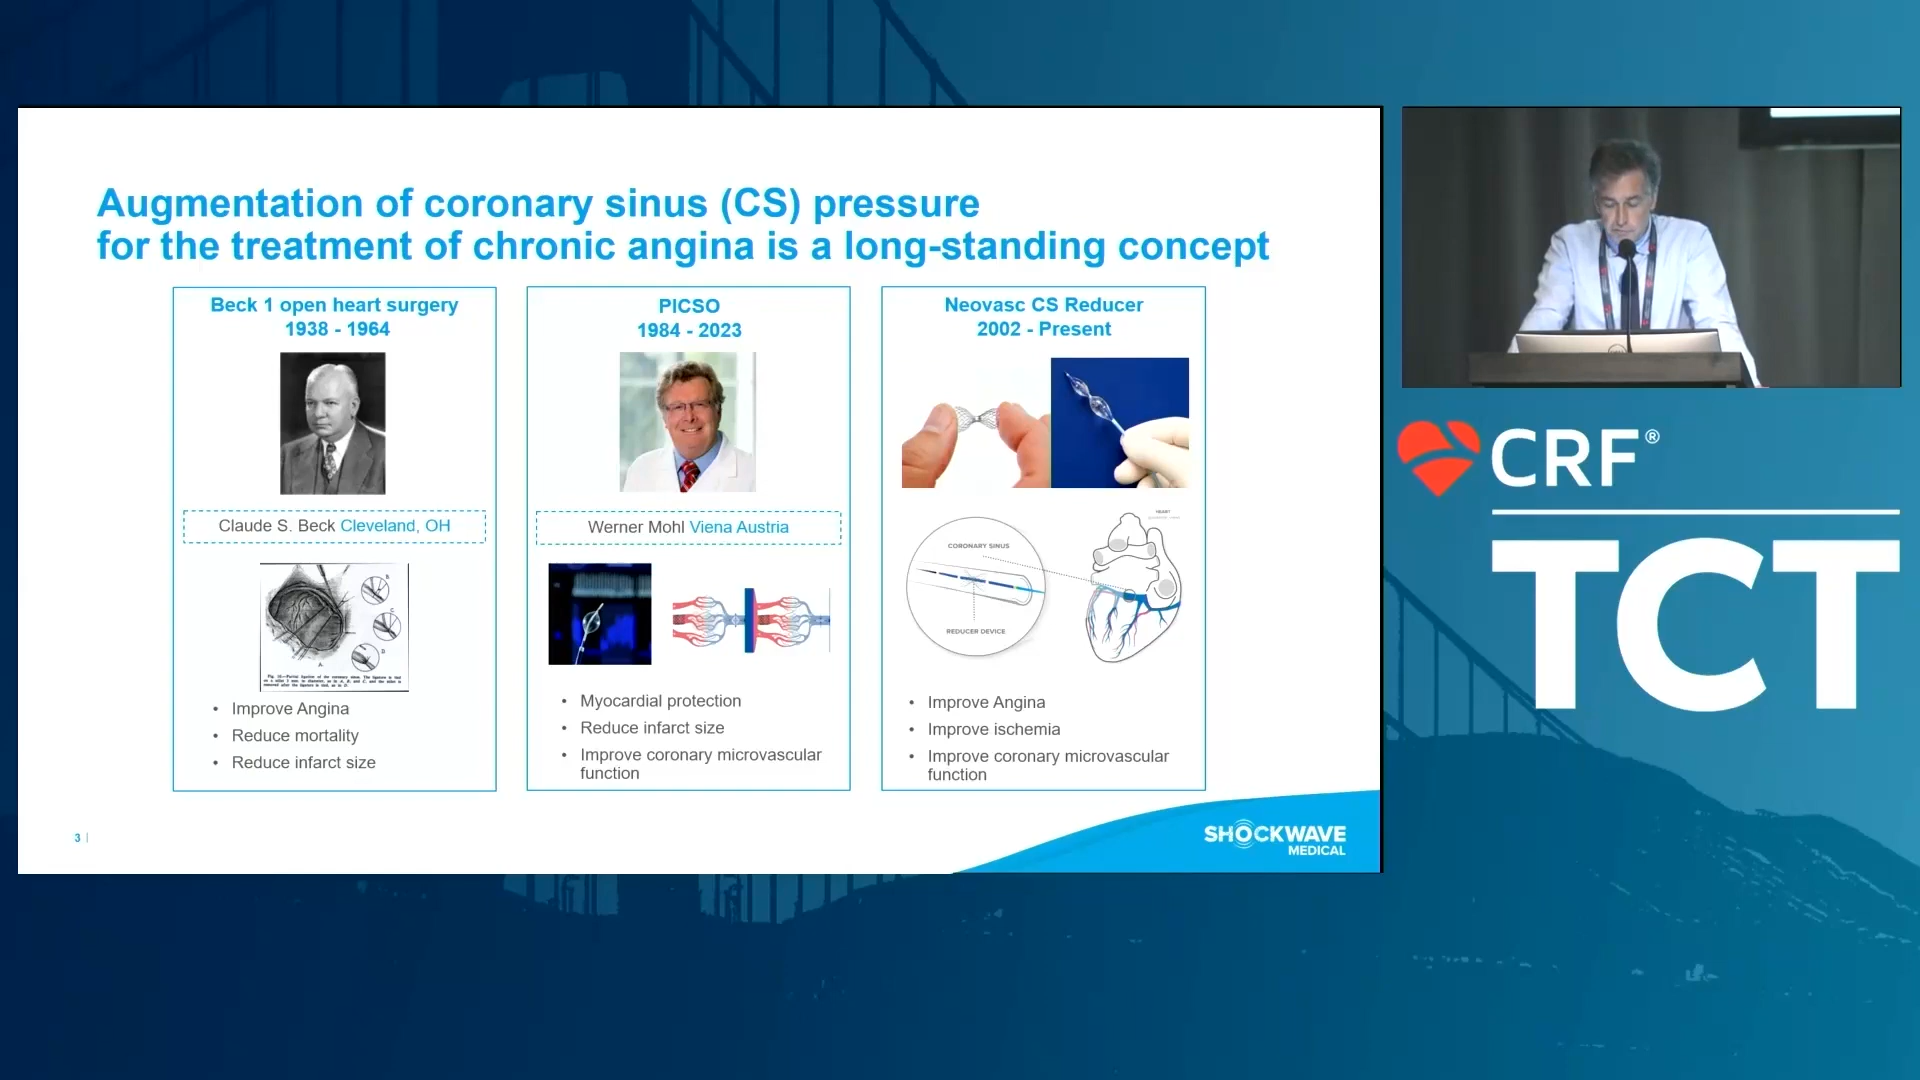 Augmentation of coronary sinus (CS) pressure
for the treatment of chronic angina is a long-standing concept
Beck 1 open heart surgery
1938 - 1964
Claude S. Beck Cleveland, OH
• Improve Angina
• Reduce mortality
• Reduce infarct size
PICSO
1984 - 2023
Werner Mohl Viena Austria
• Myocardial protection
• Reduce infarct size
• Improve coronary microvascular
function
Neovasc CS Reducer
2002 - Present
CORONARY SINUS
REDUCER DEVICE
HEART
• Improve Angina
• Improve ischemia
• Improve coronary microvascular
function
3 |
SHOCKWAVE
MEDICAL
CRF®
TCT